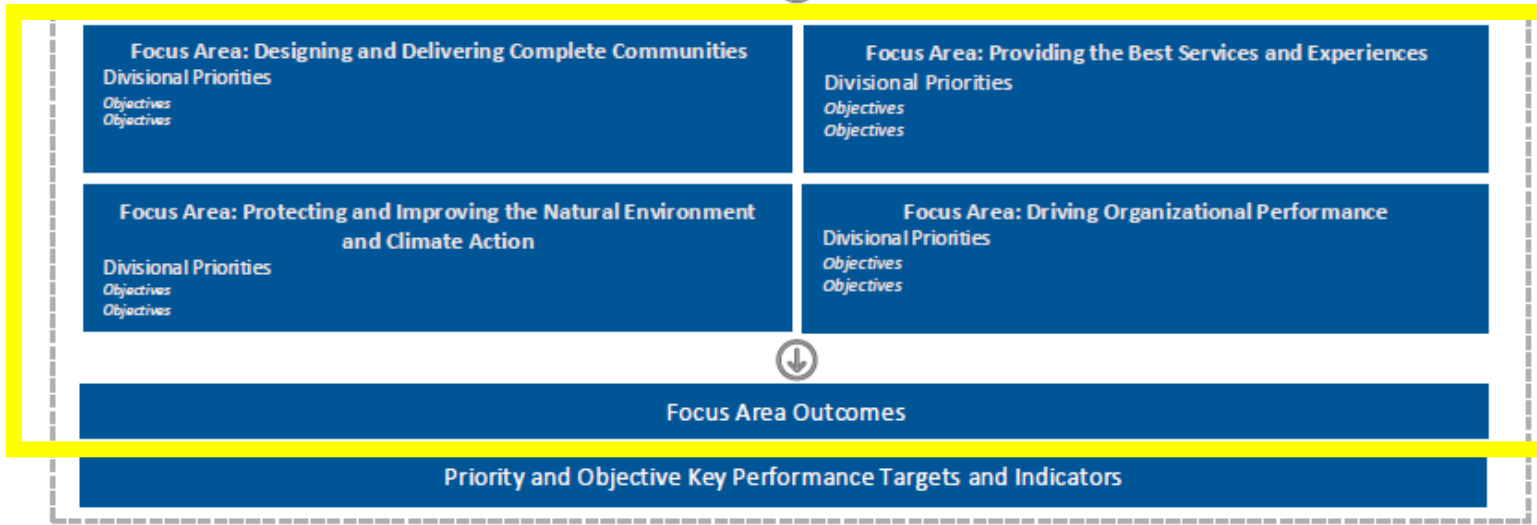 Focus Area: Designing and Delivering Complete Communities
Divisional Priorities
Objectives
Objectives
Focus Area: Providing the Best Services and Experiences
Divisional Priorities
Objectives
Objectives
Focus Area: Protecting and Improving the Natural Environment
and Climate Action
Divisional Priorities
Objectives
Objectives
Focus Area: Driving Organizational Performance
Divisional Priorities
Objectives
Objectives
Focus Area Outcomes
Priority and Objective Key Performance Targets and Indicators